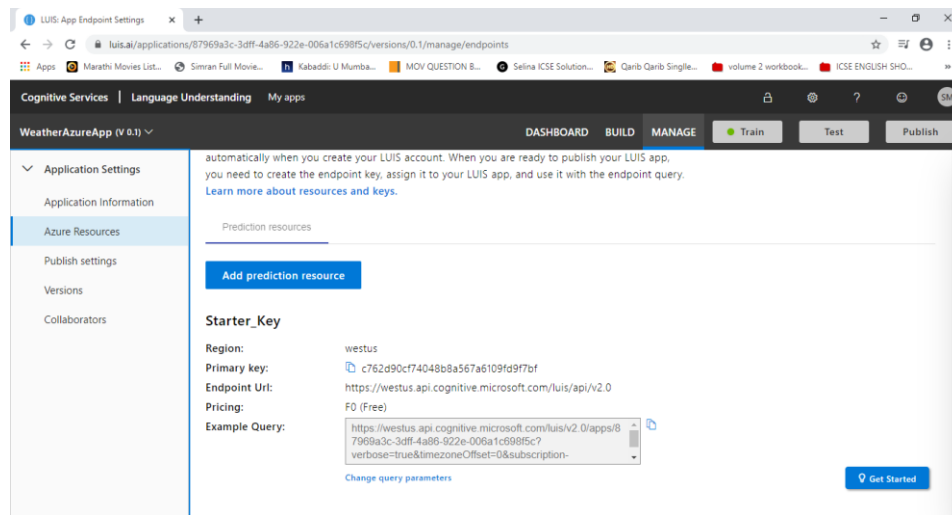 LUIS: App Endpoint Settings
luis.ai/applications/87969a3c-3dff-4a86-922e-006a1c698f5c/versions/0.1/manage/endpoints
Apps Marathi Movies List... Simran Full Movie... Kabaddi: U Mumba... MOV QUESTION B... Selina ICSE Solution... Qarib Qarib Singlle... volume 2 workbook... ICSE ENGLISH SHO... »
Cognitive Services | Language Understanding My apps ? SM
WeatherAzureApp (V 0.1) DASHBOARD BUILD MANAGE Train Test Publish
Application Settings
Application Information
Azure Resources
Publish settings
Versions
Collaborators
automatically when you create your LUIS account. When you are ready to publish your LUIS app,
you need to create the endpoint key, assign it to your LUIS app, and use it with the endpoint query.
Learn more about resources and keys.
Prediction resources
Add prediction resource
Starter_Key
Region: westus
Primary key: c762d90cf74048b8a567a6109fd9f7bf
Endpoint Url: https://westus.api.cognitive.microsoft.com/luis/api/v2.0
Pricing: F0 (Free)
Example Query: https://westus.api.cognitive.microsoft.com/luis/v2.0/apps/8
7969a3c-3dff-4a86-922e-006a1c698f5c?
verbose=true&timezoneOffset=0&subscription-
Change query parameters
Get Started